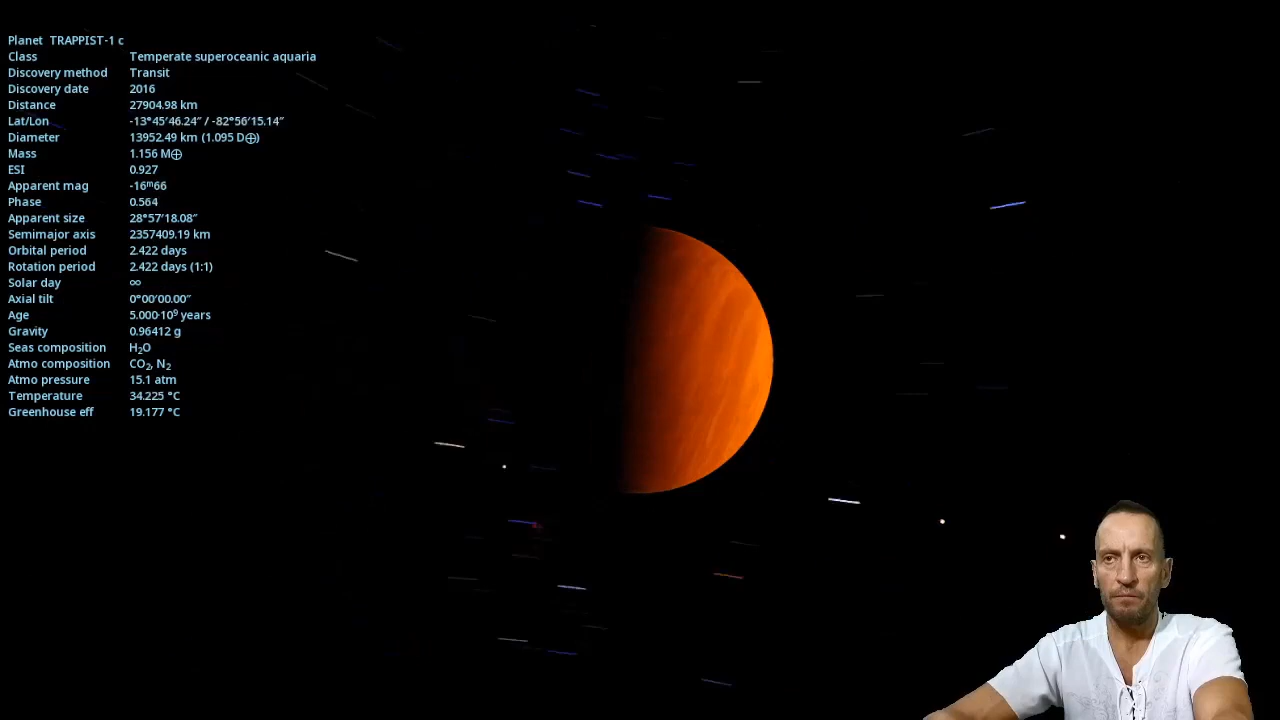 Planet TRAPPIST-1 c
Class Temperate superoceanic aquaria
Discovery method Transit
Discovery date 2016
Distance 27904.98 km
Lat/Lon -13°45′46.24″ / -82°56′15.14″
Diameter 13952.49 km (1.095 D⊕)
Mass 1.156 M⊕
ESI 0.927
Apparent mag -16ᵐ66
Phase 0.564
Apparent size 28°57′18.08″
Semimajor axis 2357409.19 km
Orbital period 2.422 days
Rotation period 2.422 days (1:1)
Solar day ∞
Axial tilt 0°00′00.00″
Age 5.000·10⁹ years
Gravity 0.96412 g
Seas composition H₂O
Atmo composition CO₂, N₂
Atmo pressure 15.1 atm
Temperature 34.225 °C
Greenhouse eff 19.177 °C